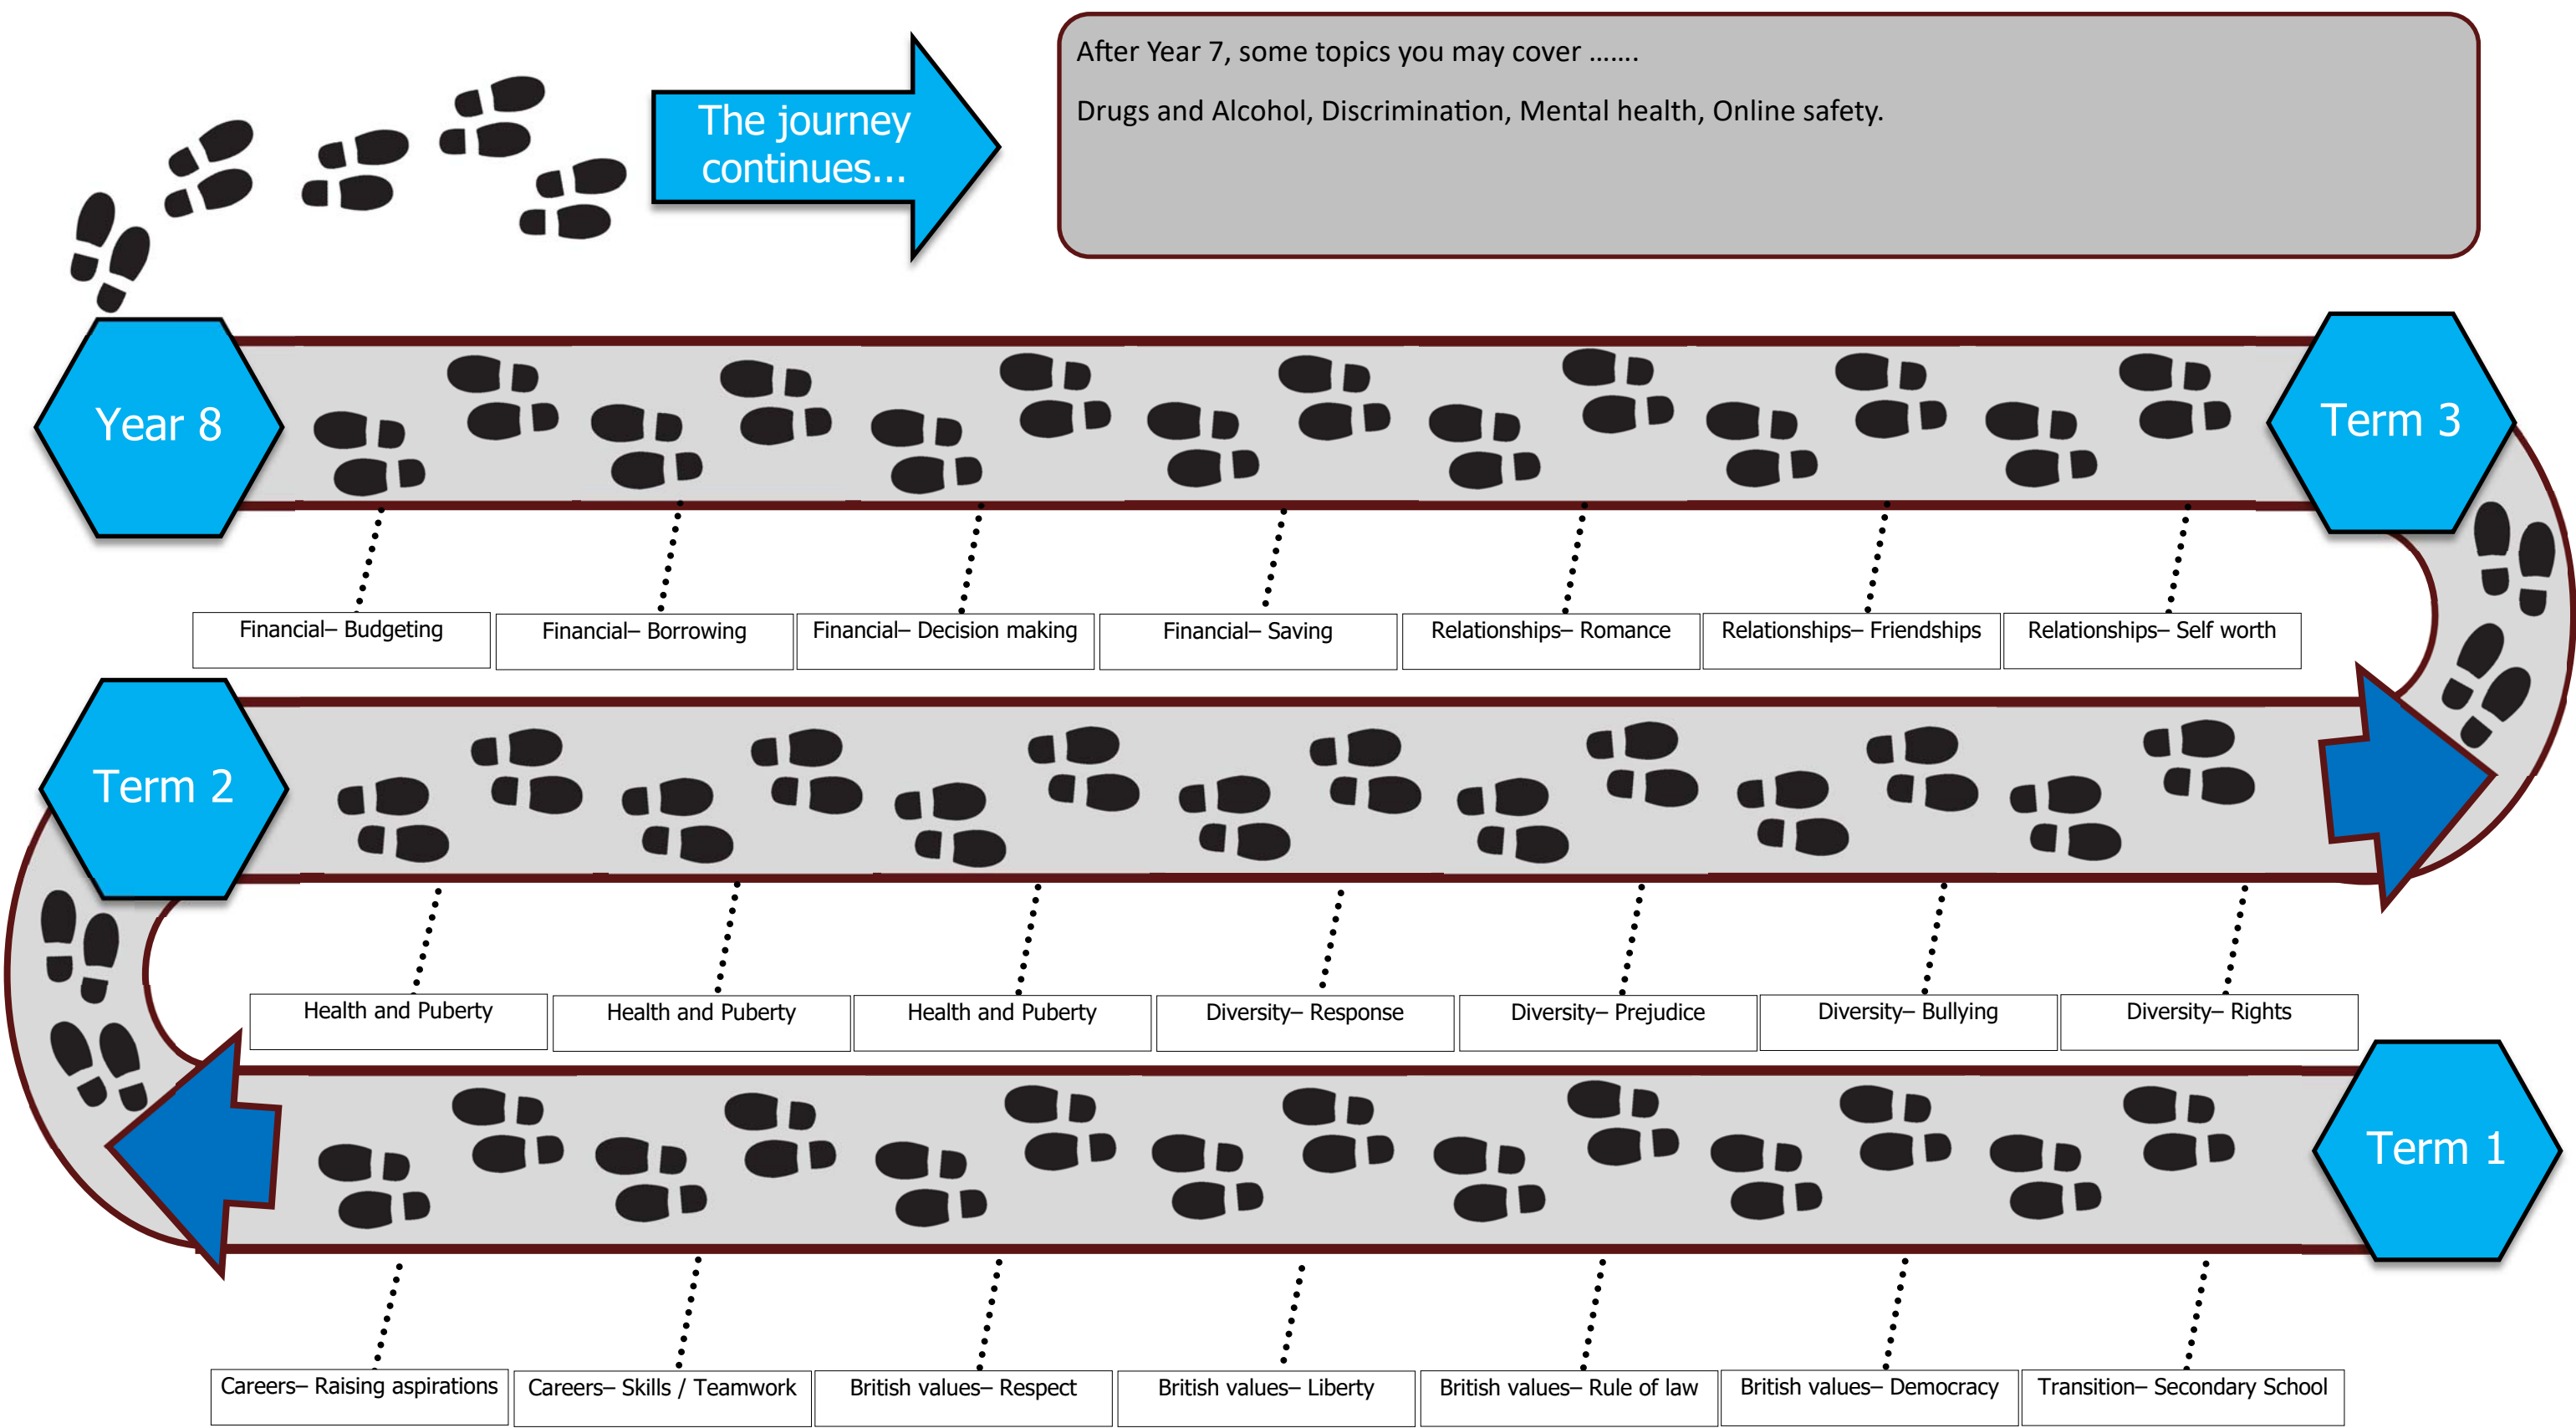 The journey
continues...
After Year 7, some topics you may cover .......
Drugs and Alcohol, Discrimination, Mental health, Online safety.
Year 8
Term 3
Financial– Budgeting
Financial– Borrowing
Financial– Decision making
Financial– Saving
Relationships– Romance
Relationships– Friendships
Relationships– Self worth
Term 2
Health and Puberty
Health and Puberty
Health and Puberty
Diversity– Response
Diversity– Prejudice
Diversity– Bullying
Diversity– Rights
Term 1
Careers– Raising aspirations
Careers– Skills / Teamwork
British values– Respect
British values– Liberty
British values– Rule of law
British values– Democracy
Transition– Secondary School